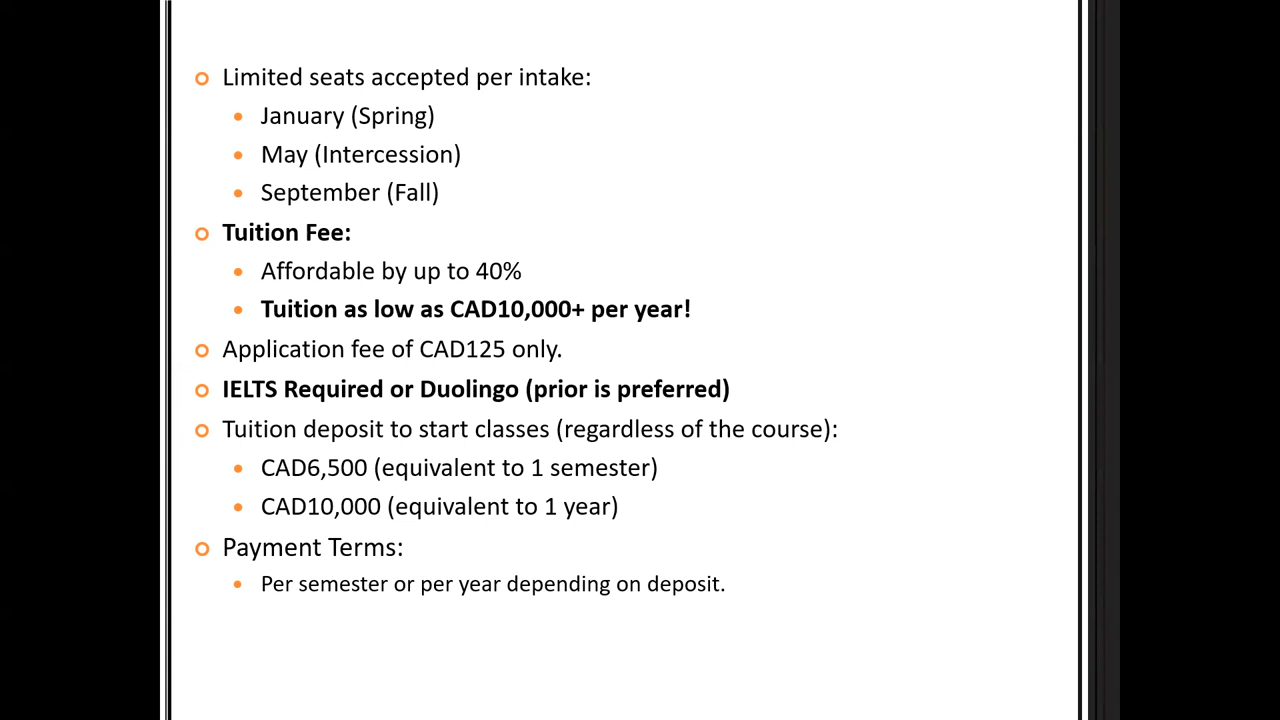 Limited seats accepted per intake:
January (Spring)
May (Intercession)
September (Fall)
Tuition Fee:
Affordable by up to 40%
Tuition as low as CAD10,000+ per year!
Application fee of CAD125 only.
IELTS Required or Duolingo (prior is preferred)
Tuition deposit to start classes (regardless of the course):
CAD6,500 (equivalent to 1 semester)
CAD10,000 (equivalent to 1 year)
Payment Terms:
Per semester or per year depending on deposit.